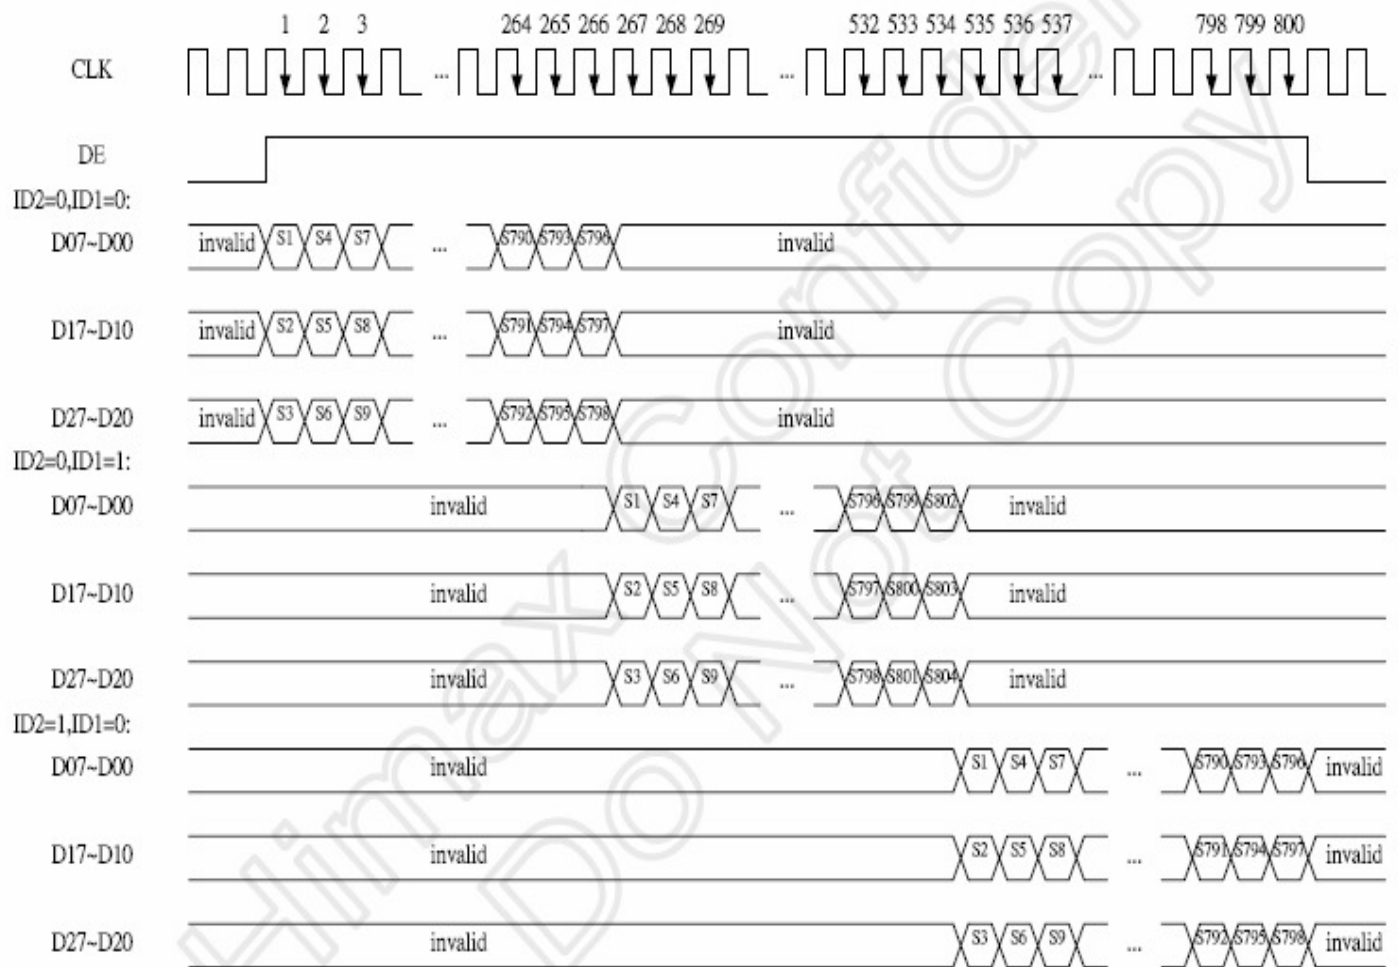 1 2 3 264 265 266 267 268 269 532 533 534 535 536 537 798 799 800
CLK ... ... ...
DE
ID2=0,ID1=0:
D07~D00 invalid S1 S4 S7 ... S790 S793 S796 invalid
D17~D10 invalid S2 S5 S8 ... S791 S794 S797 invalid
D27~D20 invalid S3 S6 S9 ... S792 S795 S798 invalid
ID2=0,ID1=1:
D07~D00 invalid S1 S4 S7 ... S796 S799 S802 invalid
D17~D10 invalid S2 S5 S8 ... S797 S800 S803 invalid
D27~D20 invalid S3 S6 S9 ... S798 S801 S804 invalid
ID2=1,ID1=0:
D07~D00 invalid S1 S4 S7 ... S790 S793 S796 invalid
D17~D10 invalid S2 S5 S8 ... S791 S794 S797 invalid
D27~D20 invalid S3 S6 S9 ... S792 S795 S798 invalid
Himax Confiden
Do Not Copy